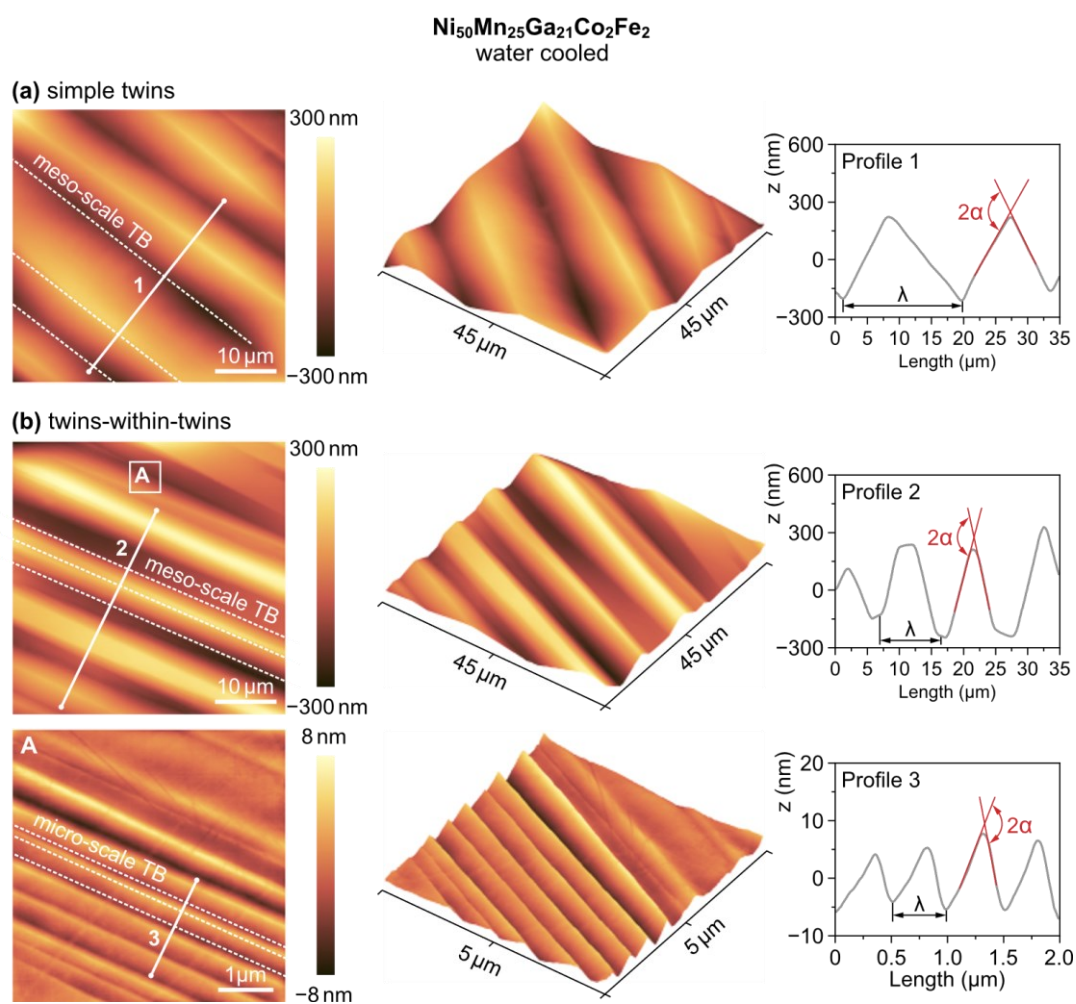 Ni₅₀Mn₂₅Ga₂₁Co₂Fe₂
water cooled
(a) simple twins
300 nm
−300 nm
meso-scale TB
1
10 µm
45 µm
45 µm
Profile 1
2α
λ
z (nm)
600
300
0
−300
0 5 10 15 20 25 30 35
Length (µm)
(b) twins-within-twins
300 nm
−300 nm
A
2
meso-scale TB
10 µm
45 µm
45 µm
Profile 2
2α
λ
z (nm)
600
300
0
−300
0 5 10 15 20 25 30 35
Length (µm)
A
8 nm
−8 nm
micro-scale TB
3
1µm
5 µm
5 µm
Profile 3
2α
λ
z (nm)
20
10
0
−10
0 0.5 1.0 1.5 2.0
Length (µm)